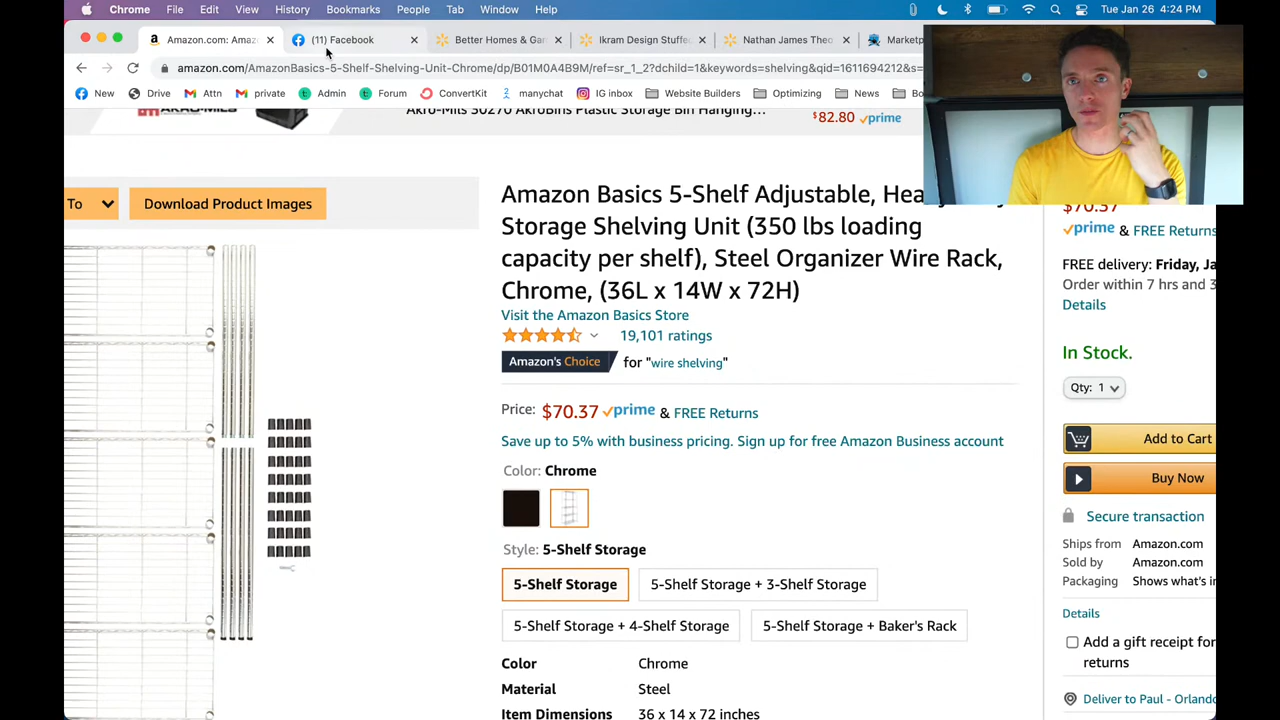 Chrome File Edit View History Bookmarks People Tab Window Help Tue Jan 26 4:24 PM
Amazon.com: Amaz (11) Facebook Better Homes & Gar Ikram Design Stuffe Nathan James Theo Marketp
amazon.com/AmazonBasics-5-Shelf-Shelving-Unit-Chrome/dp/B01M0A4B9M/ref=sr_1_2?dchild=1&keywords=shelving&qid=1611694212&s=
New Drive Attn private Admin Forum ConvertKit manychat IG inbox Website Builders Optimizing News Bo
Akro-Mils 30270 AkroBins Plastic Storage Bin Hanging...
$82.80 prime
To
Download Product Images
Amazon Basics 5-Shelf Adjustable,
Storage Shelving Unit (350 lbs loading
capacity per shelf), Steel Organizer Wire Rack,
Chrome, (36L x 14W x 72H)
Visit the Amazon Basics Store
19,101 ratings
Amazon's Choice for "wire shelving"
Price: $70.37 prime & FREE Returns
Save up to 5% with business pricing. Sign up for free Amazon Business account
Color: Chrome
Style: 5-Shelf Storage
5-Shelf Storage
5-Shelf Storage + 3-Shelf Storage
5-Shelf Storage + 4-Shelf Storage
5-Shelf Storage + Baker's Rack
Color Chrome
Material Steel
Item Dimensions 36 x 14 x 72 inches
$70.37
prime & FREE Returns
FREE delivery: Friday, Ja
Order within 7 hrs and 3
Details
In Stock.
Qty: 1
Add to Cart
Buy Now
Secure transaction
Ships from Amazon.com
Sold by Amazon.com
Packaging Shows what's in
Details
Add a gift receipt for
returns
Deliver to Paul - Orlando